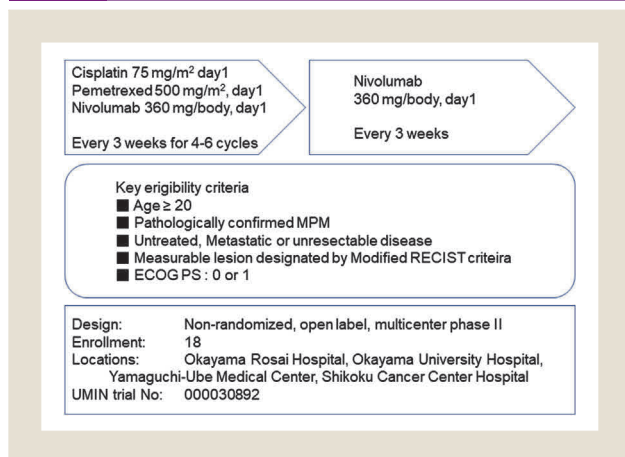 Cisplatin 75 mg/m² day1
Pemetrexed 500 mg/m², day1
Nivolumab 360 mg/body, day1
Every 3 weeks for 4-6 cycles
Nivolumab
360 mg/body, day1
Every 3 weeks
Key erigibility criteria
■ Age ≥ 20
■ Pathologically confirmed MPM
■ Untreated, Metastatic or unresectable disease
■ Measurable lesion designated by Modified RECIST criteira
■ ECOG PS : 0 or 1
Design: Non-randomized, open label, multicenter phase II
Enrollment: 18
Locations: Okayama Rosai Hospital, Okayama University Hospital,
Yamaguchi-Ube Medical Center, Shikoku Cancer Center Hospital
UMIN trial No: 000030892